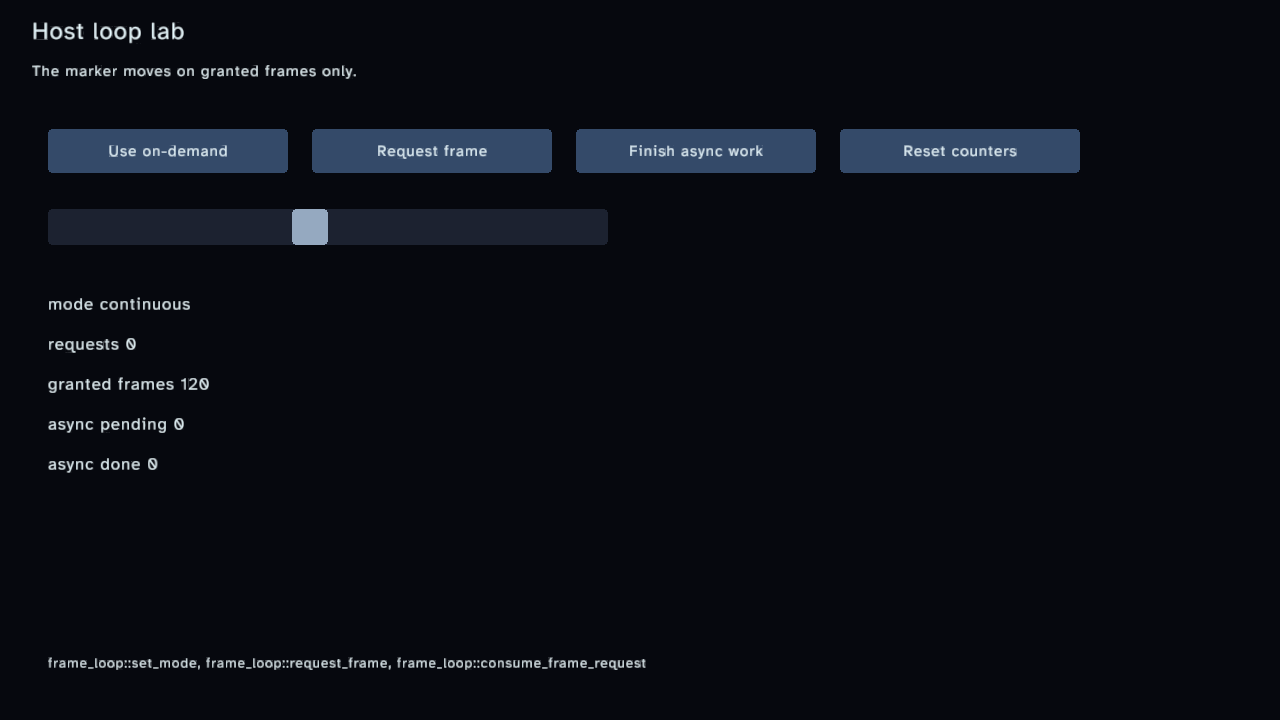 Host loop lab
The marker moves on granted frames only.
Use on-demand
Request frame
Finish async work
Reset counters
mode continuous
requests 0
granted frames 120
async pending 0
async done 0
frame_loop::set_mode, frame_loop::request_frame, frame_loop::consume_frame_request